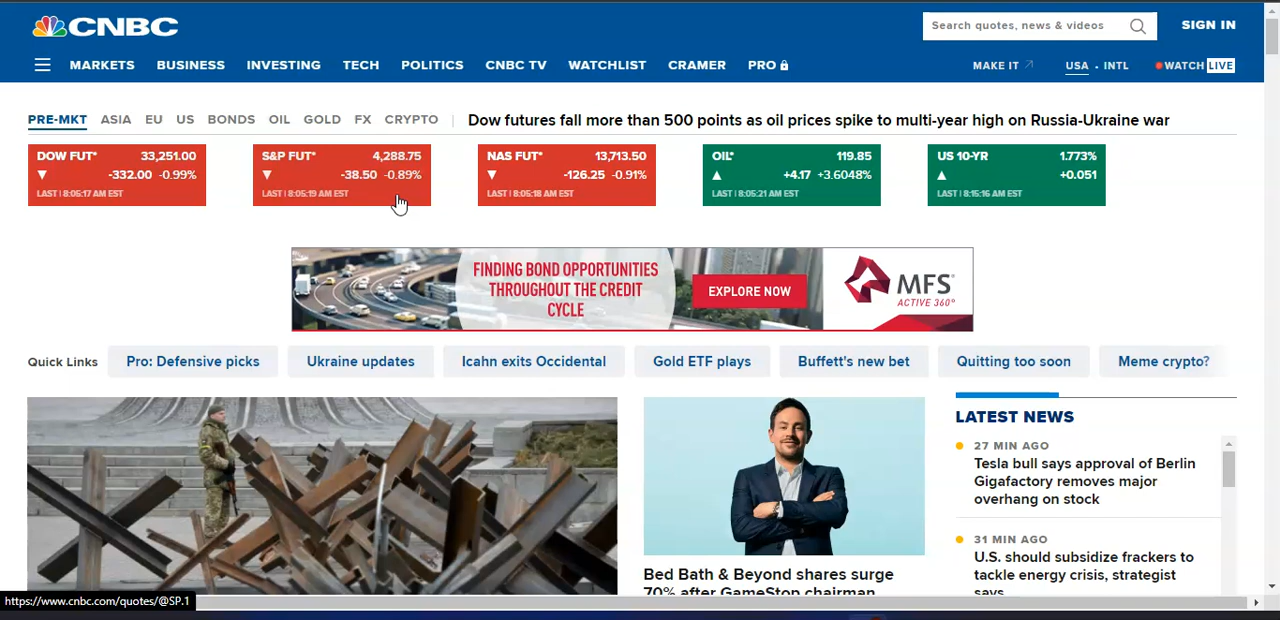 CNBC
Search quotes, news & videos
SIGN IN
MARKETS BUSINESS INVESTING TECH POLITICS CNBC TV WATCHLIST CRAMER PRO
MAKE IT USA • INTL WATCH LIVE
PRE-MKT ASIA EU US BONDS OIL GOLD FX CRYPTO
Dow futures fall more than 500 points as oil prices spike to multi-year high on Russia-Ukraine war
DOW FUT* 33,251.00
-332.00 -0.99%
LAST | 8:05:17 AM EST
S&P FUT* 4,288.75
-38.50 -0.89%
LAST | 8:05:19 AM EST
NAS FUT* 13,713.50
-126.25 -0.91%
LAST | 8:05:18 AM EST
OIL* 119.85
+4.17 +3.6048%
LAST | 8:05:21 AM EST
US 10-YR 1.773%
+0.051
LAST | 8:15:16 AM EST
FINDING BOND OPPORTUNITIES
THROUGHOUT THE CREDIT
CYCLE
EXPLORE NOW
MFS®
ACTIVE 360°
Quick Links Pro: Defensive picks Ukraine updates Icahn exits Occidental Gold ETF plays Buffett's new bet Quitting too soon Meme crypto?
Bed Bath & Beyond shares surge
70% after GameStop chairman
LATEST NEWS
27 MIN AGO
Tesla bull says approval of Berlin
Gigafactory removes major
overhang on stock
31 MIN AGO
U.S. should subsidize frackers to
tackle energy crisis, strategist
says
https://www.cnbc.com/quotes/@SP.1